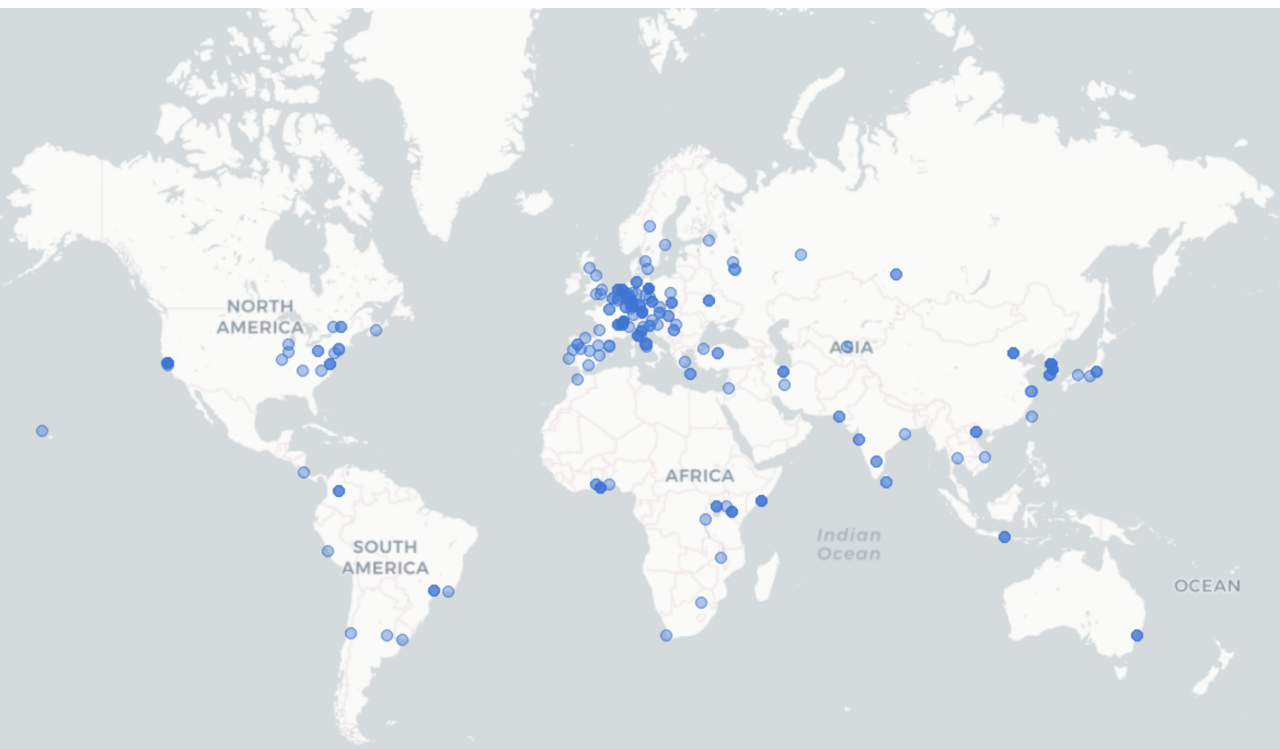 NORTH
AMERICA
ASIA
AFRICA
SOUTH
AMERICA
Indian
Ocean
OCEAN